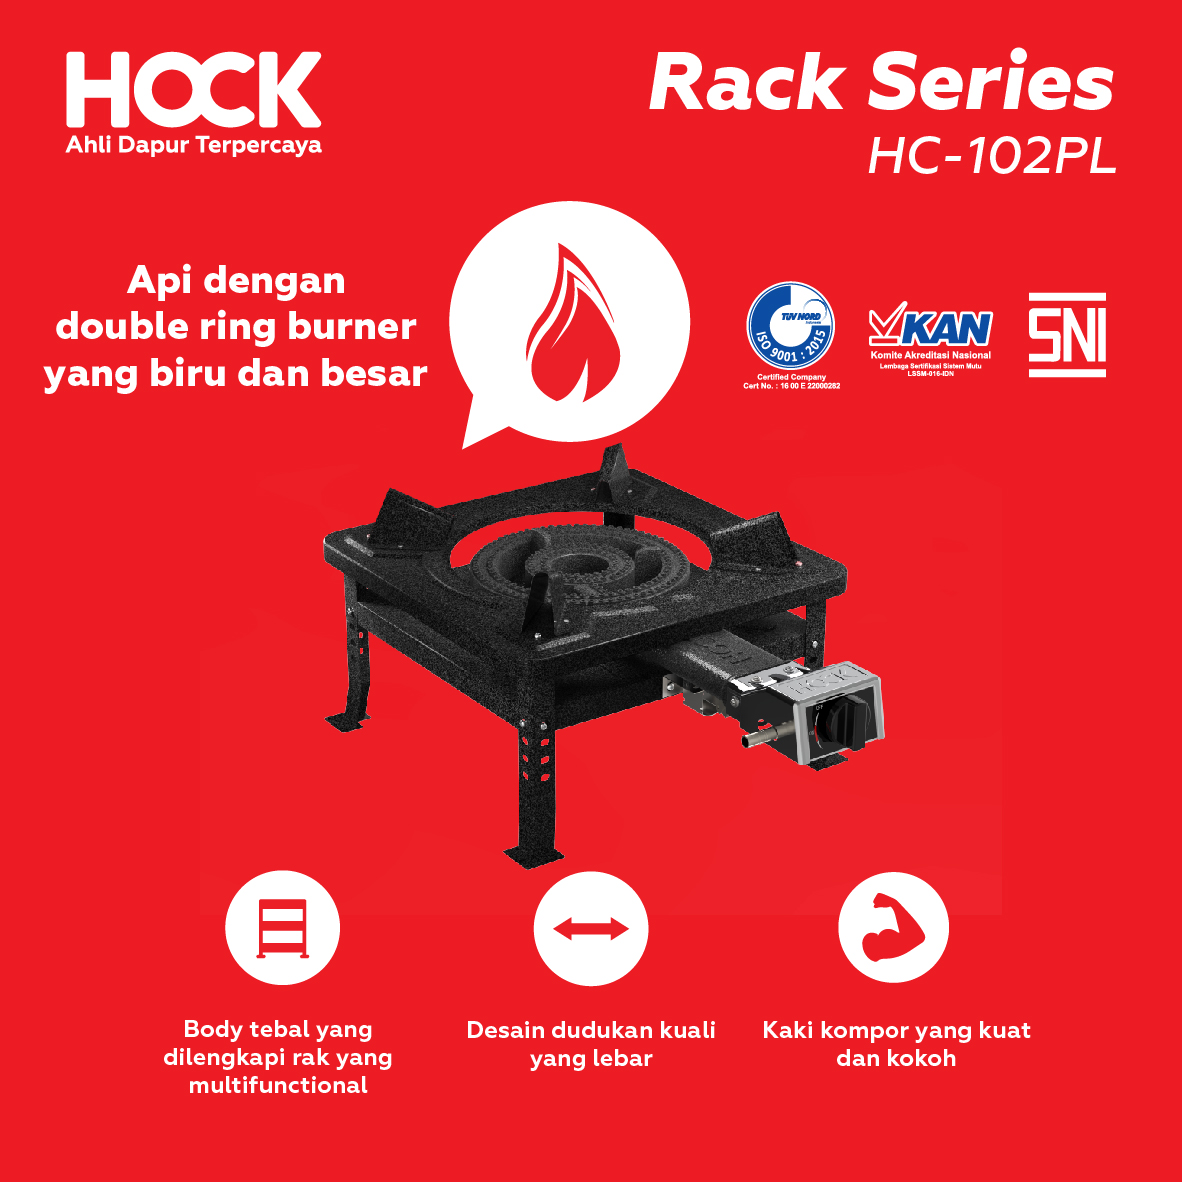 HOCK
Ahli Dapur Terpercaya
Rack Series
HC-102PL
Api dengan
double ring burner
yang biru dan besar
TÜV NORD
Indonesia
ISO 9001 : 2015
Certified Company
Cert No. : 16 00 E 22000282
KAN
Komite Akreditasi Nasional
Lembaga Sertifikasi Sistem Mutu
LSSM-016-IDN
SNI
HOCK
OFF
Body tebal yang
dilengkapi rak yang
multifunctional
Desain dudukan kuali
yang lebar
Kaki kompor yang kuat
dan kokoh